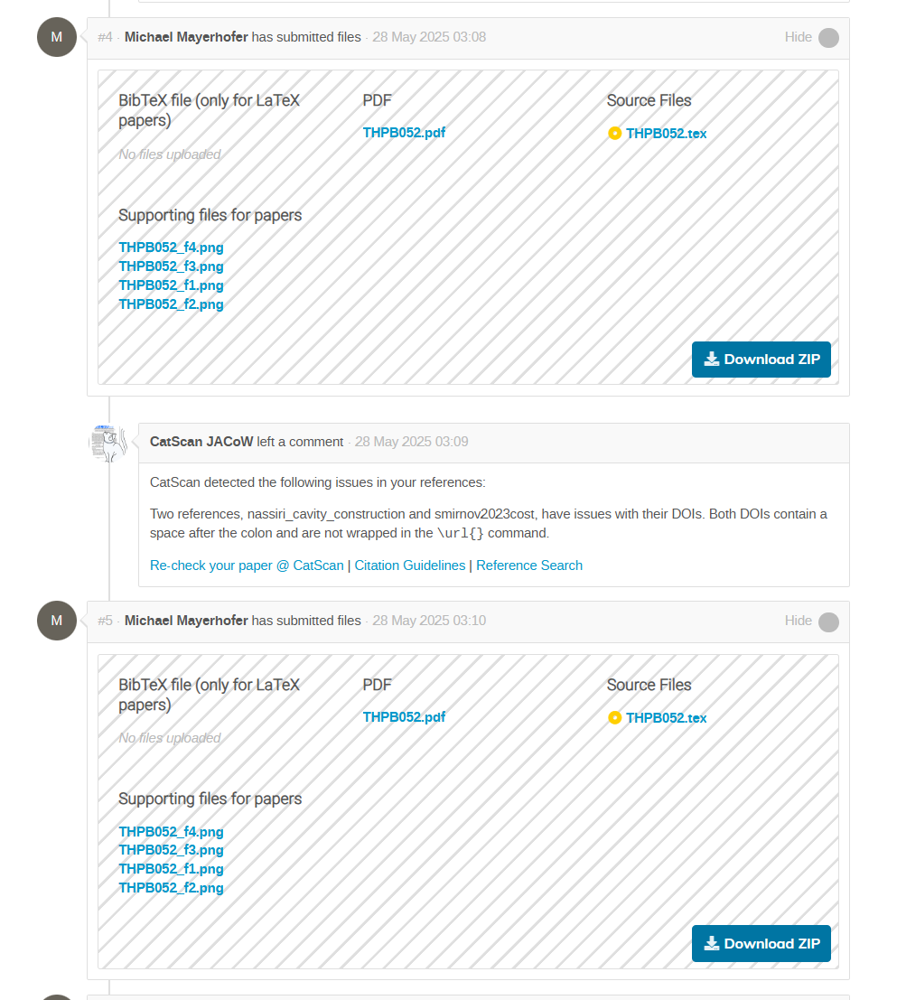 M
#4 · Michael Mayerhofer has submitted files · 28 May 2025 03:08
Hide
BibTeX file (only for LaTeX
papers)
No files uploaded
PDF
THPB052.pdf
Source Files
THPB052.tex
Supporting files for papers
THPB052_f4.png
THPB052_f3.png
THPB052_f1.png
THPB052_f2.png
Download ZIP
CatScan JACoW left a comment · 28 May 2025 03:09
CatScan detected the following issues in your references:
Two references, nassiri_cavity_construction and smirnov2023cost, have issues with their DOIs. Both DOIs contain a
space after the colon and are not wrapped in the \url{} command.
Re-check your paper @ CatScan | Citation Guidelines | Reference Search
M
#5 · Michael Mayerhofer has submitted files · 28 May 2025 03:10
Hide
BibTeX file (only for LaTeX
papers)
No files uploaded
PDF
THPB052.pdf
Source Files
THPB052.tex
Supporting files for papers
THPB052_f4.png
THPB052_f3.png
THPB052_f1.png
THPB052_f2.png
Download ZIP